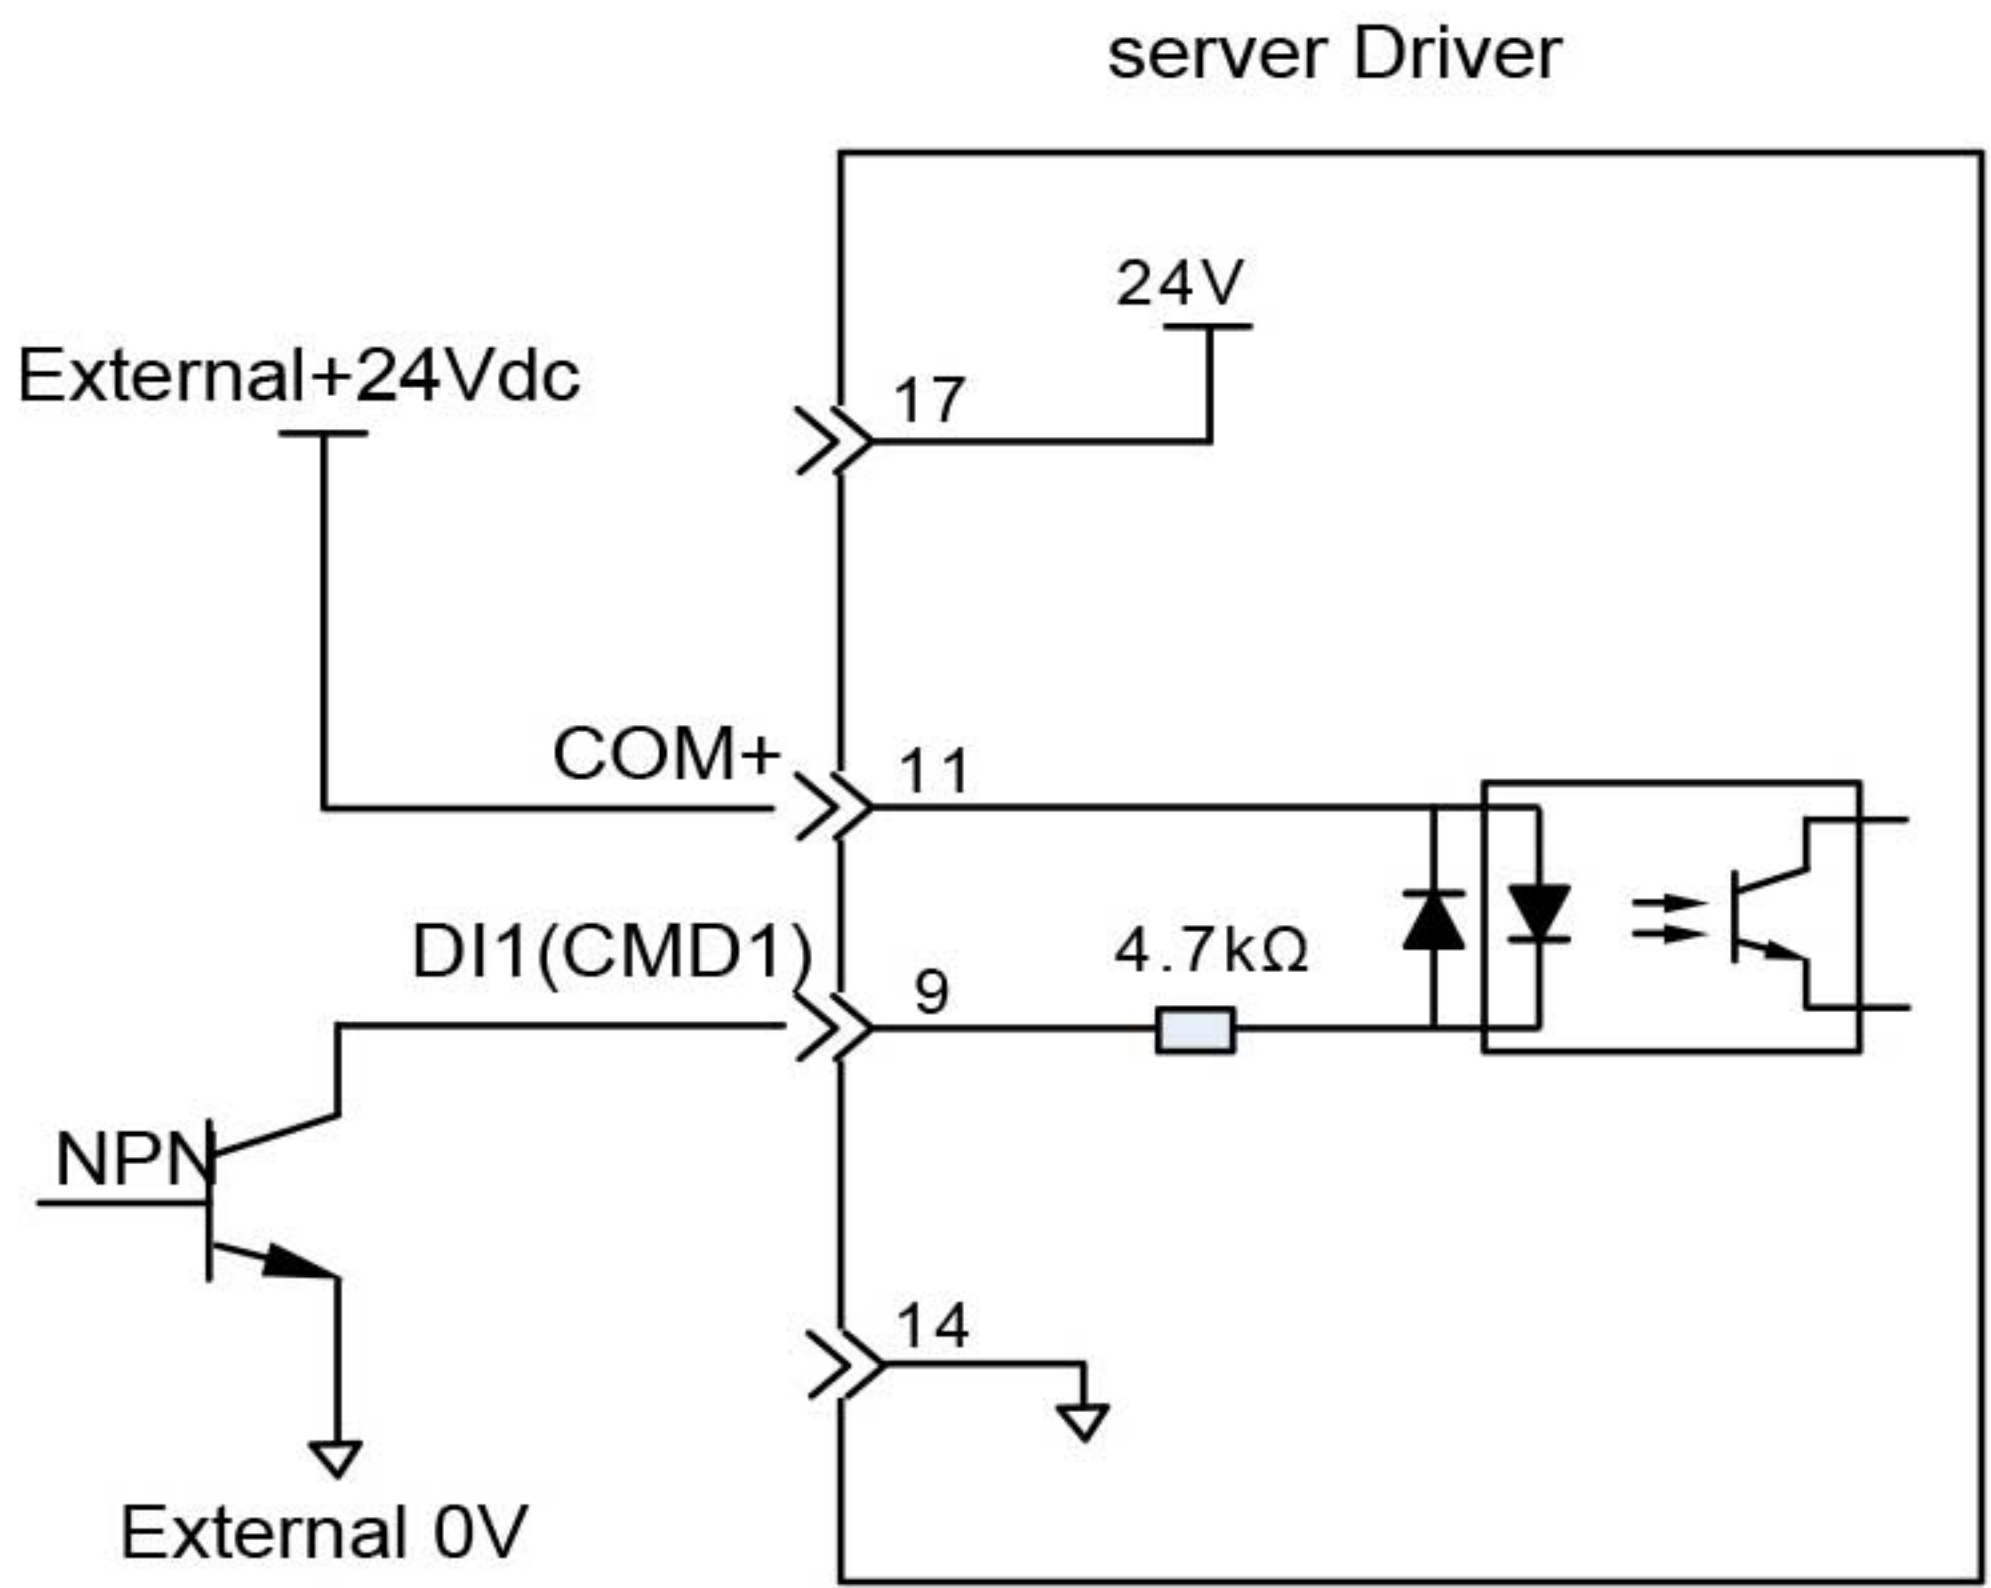 server Driver
24V
External+24Vdc
17
COM+
11
DI1(CMD1)
9
4.7kΩ
NPN
14
External 0V